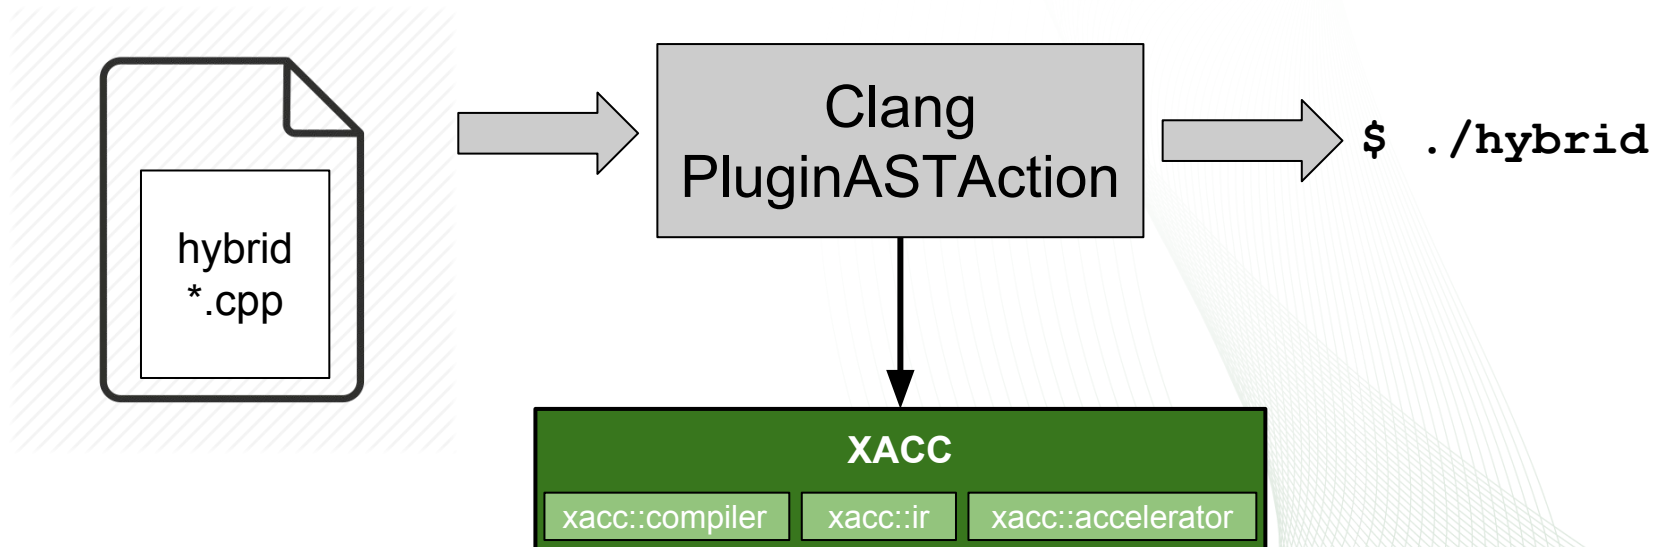 hybrid
*.cpp
Clang
PluginASTAction
$ ./hybrid
XACC
xacc::compiler
xacc::ir
xacc::accelerator